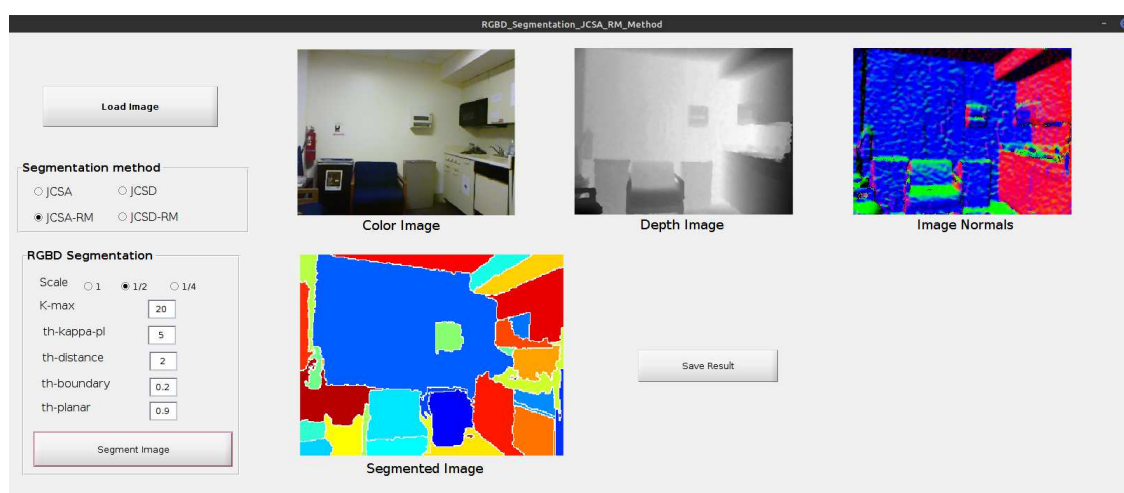 RGBD_Segmentation_JCSA_RM_Method
Load Image
Segmentation method
JCSA JCSD
JCSA-RM JCSD-RM
Color Image
Depth Image
Image Normals
RGBD Segmentation
Scale 1 1/2 1/4
K-max 20
th-kappa-pl 5
th-distance 2
th-boundary 0.2
th-planar 0.9
Segment Image
Segmented Image
Save Result